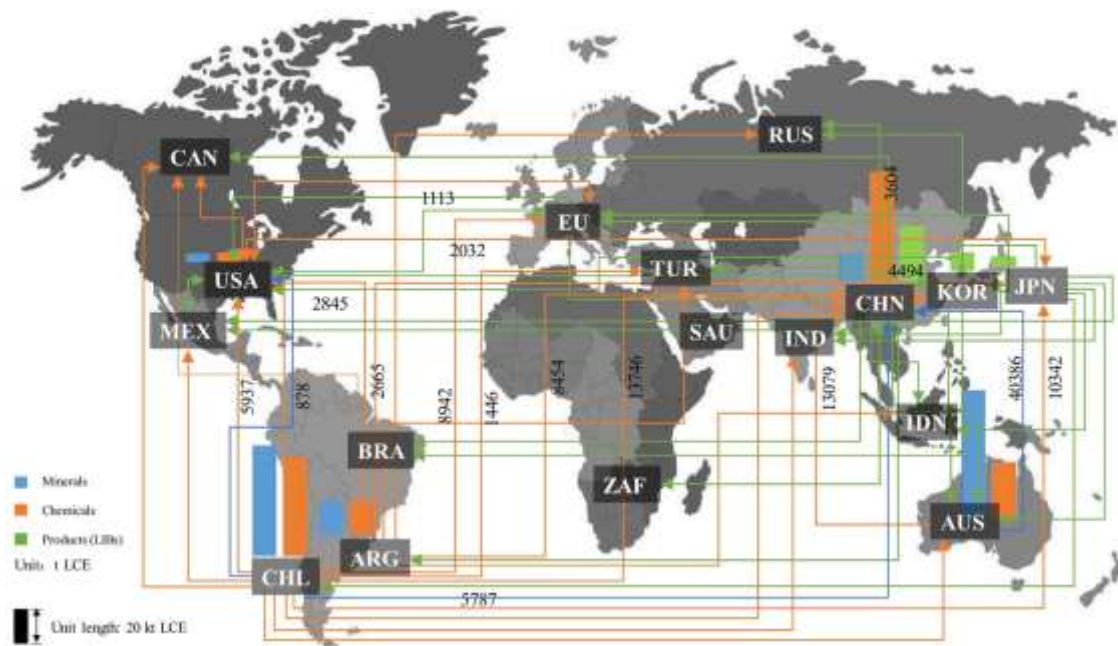 RUS
CAN
3604
1113
EU
2032
TUR
4494
USA
CHN
KOR
JPN
2845
MEX
SAU
IND
5937
878
2665
8942
1446
8454
13746
13079
40386
10342
IDN
BRA
Minerals
ZAF
Chemicals
AUS
Products (LIBs)
ARG
Unit: t LCE
CHL
5787
Unit length: 20 kt LCE